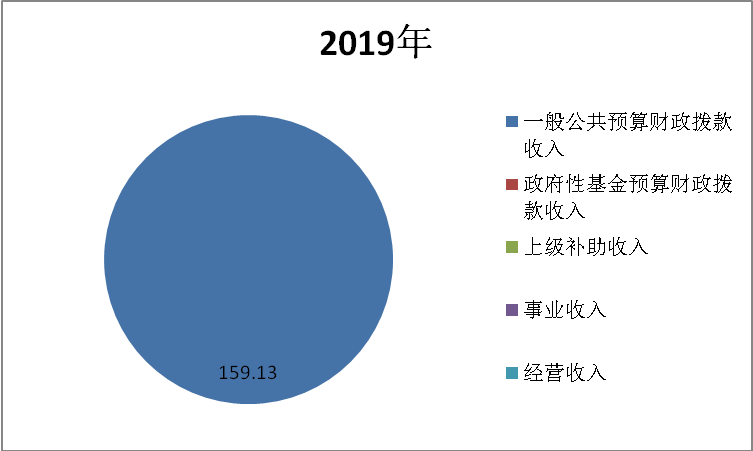 2019年
一般公共预算财政拨款
收入
政府性基金预算财政拨
款收入
上级补助收入
事业收入
经营收入
159.13